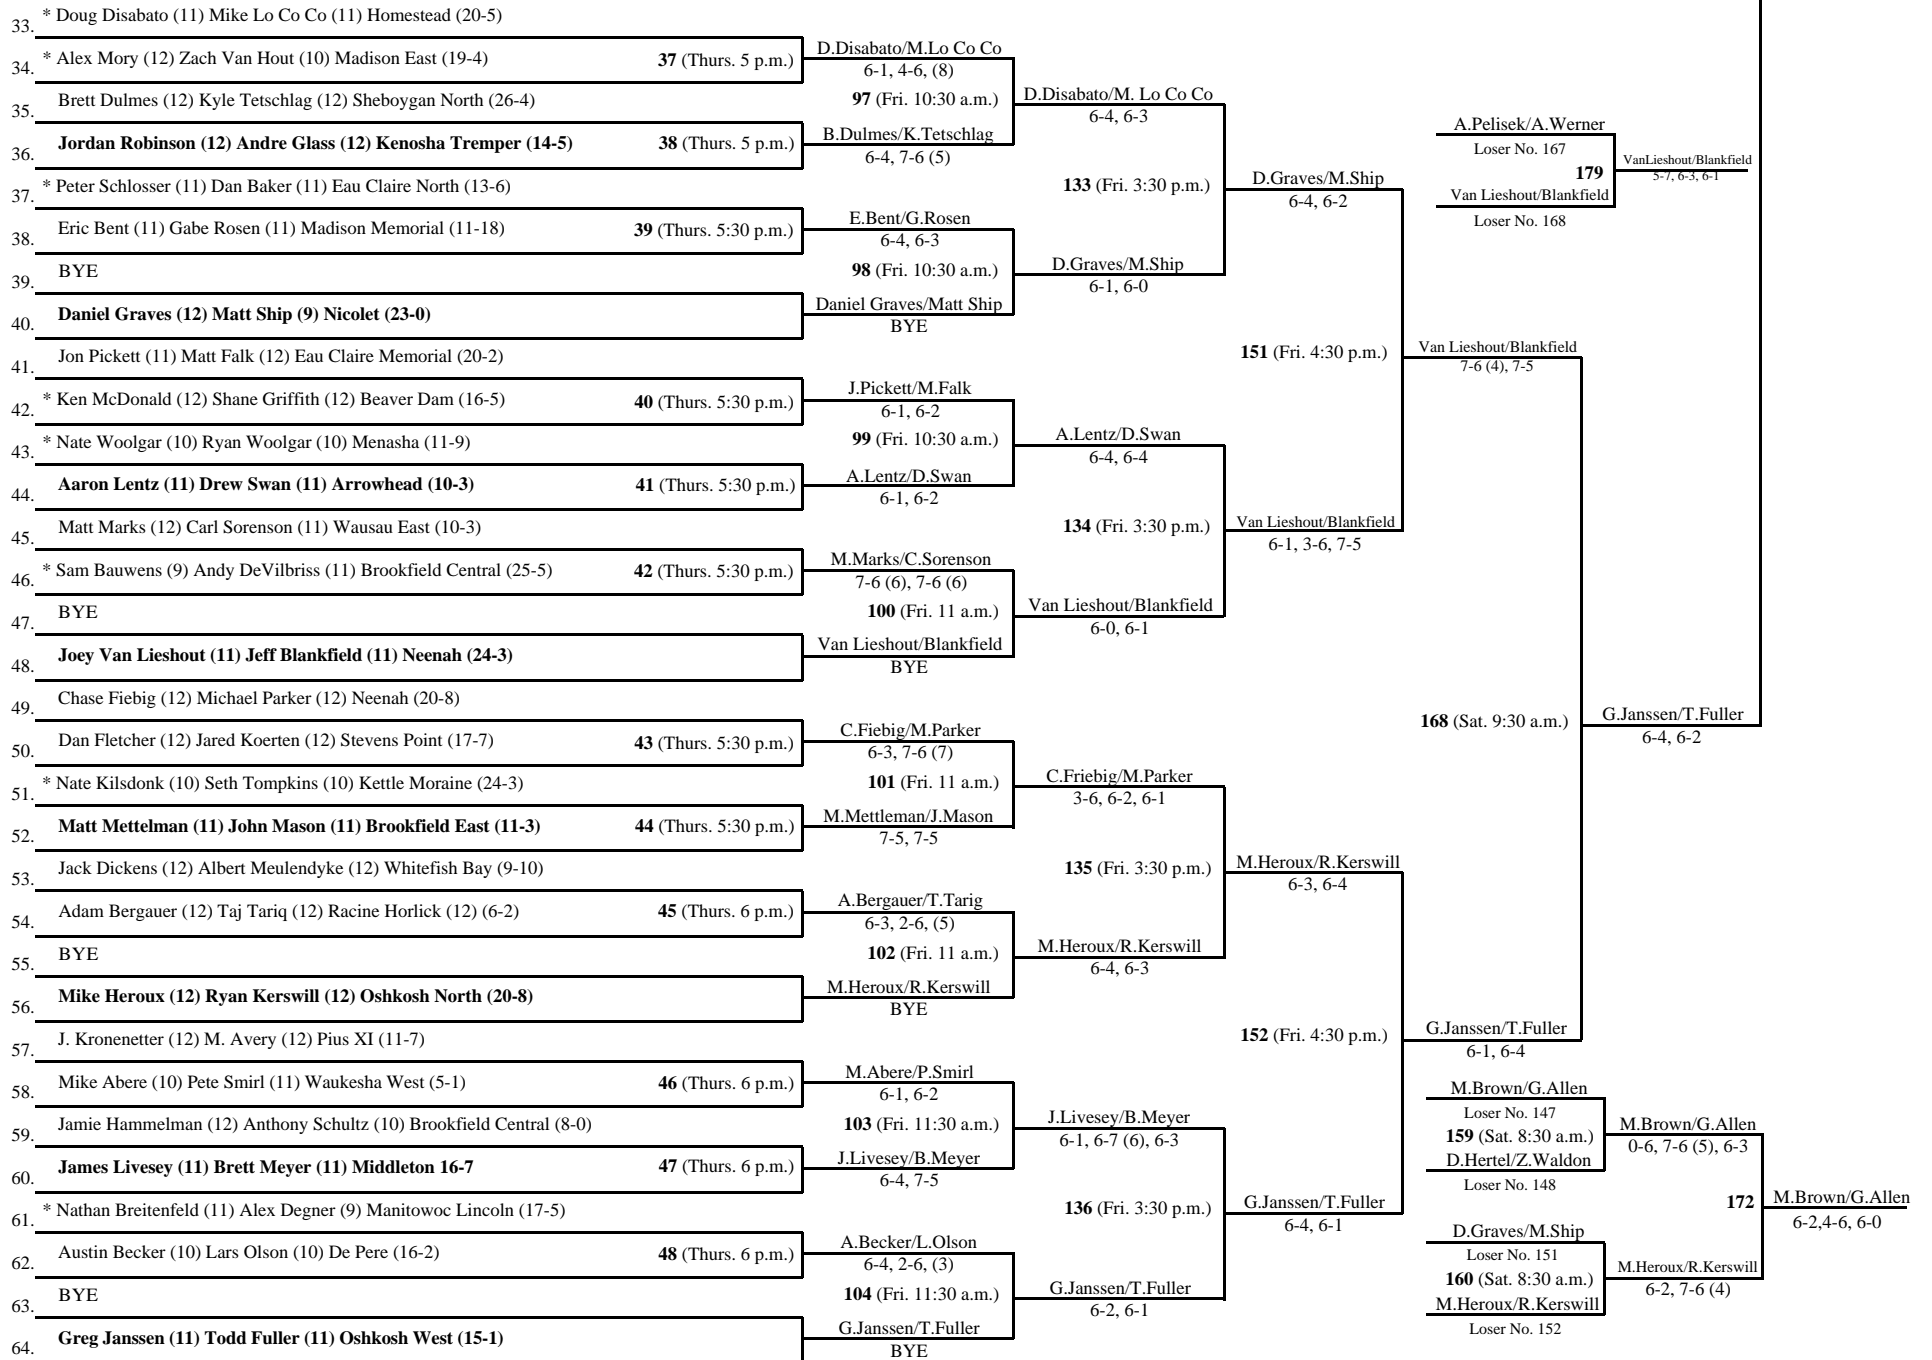 33. * Doug Disabato (11) Mike Lo Co Co (11) Homestead (20-5)
34. * Alex Mory (12) Zach Van Hout (10) Madison East (19-4) 37 (Thurs. 5 p.m.)
D.Disabato/M.Lo Co Co
6-1, 4-6, (8)
35. Brett Dulmes (12) Kyle Tetschlag (12) Sheboygan North (26-4)
97 (Fri. 10:30 a.m.)
D.Disabato/M. Lo Co Co
6-4, 6-3
36. Jordan Robinson (12) Andre Glass (12) Kenosha Tremper (14-5) 38 (Thurs. 5 p.m.)
B.Dulmes/K.Tetschlag
6-4, 7-6 (5)
A.Pelisek/A.Werner
Loser No. 167
179
VanLieshout/Blankfield
5-7, 6-3, 6-1
Van Lieshout/Blankfield
Loser No. 168
37. * Peter Schlosser (11) Dan Baker (11) Eau Claire North (13-6)
133 (Fri. 3:30 p.m.)
D.Graves/M.Ship
6-4, 6-2
38. Eric Bent (11) Gabe Rosen (11) Madison Memorial (11-18) 39 (Thurs. 5:30 p.m.)
E.Bent/G.Rosen
6-4, 6-3
39. BYE
98 (Fri. 10:30 a.m.)
D.Graves/M.Ship
6-1, 6-0
40. Daniel Graves (12) Matt Ship (9) Nicolet (23-0)
Daniel Graves/Matt Ship
BYE
41. Jon Pickett (11) Matt Falk (12) Eau Claire Memorial (20-2)
151 (Fri. 4:30 p.m.)
Van Lieshout/Blankfield
7-6 (4), 7-5
42. * Ken McDonald (12) Shane Griffith (12) Beaver Dam (16-5) 40 (Thurs. 5:30 p.m.)
J.Pickett/M.Falk
6-1, 6-2
43. * Nate Woolgar (10) Ryan Woolgar (10) Menasha (11-9)
99 (Fri. 10:30 a.m.)
A.Lentz/D.Swan
6-4, 6-4
44. Aaron Lentz (11) Drew Swan (11) Arrowhead (10-3) 41 (Thurs. 5:30 p.m.)
A.Lentz/D.Swan
6-1, 6-2
45. Matt Marks (12) Carl Sorenson (11) Wausau East (10-3)
134 (Fri. 3:30 p.m.)
Van Lieshout/Blankfield
6-1, 3-6, 7-5
46. * Sam Bauwens (9) Andy DeVilbriss (11) Brookfield Central (25-5) 42 (Thurs. 5:30 p.m.)
M.Marks/C.Sorenson
7-6 (6), 7-6 (6)
47. BYE
100 (Fri. 11 a.m.)
Van Lieshout/Blankfield
6-0, 6-1
48. Joey Van Lieshout (11) Jeff Blankfield (11) Neenah (24-3)
Van Lieshout/Blankfield
BYE
49. Chase Fiebig (12) Michael Parker (12) Neenah (20-8)
168 (Sat. 9:30 a.m.)
G.Janssen/T.Fuller
6-4, 6-2
50. Dan Fletcher (12) Jared Koerten (12) Stevens Point (17-7) 43 (Thurs. 5:30 p.m.)
C.Fiebig/M.Parker
6-3, 7-6 (7)
51. * Nate Kilsdonk (10) Seth Tompkins (10) Kettle Moraine (24-3)
101 (Fri. 11 a.m.)
C.Friebig/M.Parker
3-6, 6-2, 6-1
52. Matt Mettelman (11) John Mason (11) Brookfield East (11-3) 44 (Thurs. 5:30 p.m.)
M.Mettleman/J.Mason
7-5, 7-5
53. Jack Dickens (12) Albert Meulendyke (12) Whitefish Bay (9-10)
135 (Fri. 3:30 p.m.)
M.Heroux/R.Kerswill
6-3, 6-4
54. Adam Bergauer (12) Taj Tariq (12) Racine Horlick (12) (6-2) 45 (Thurs. 6 p.m.)
A.Bergauer/T.Tarig
6-3, 2-6, (5)
55. BYE
102 (Fri. 11 a.m.)
M.Heroux/R.Kerswill
6-4, 6-3
56. Mike Heroux (12) Ryan Kerswill (12) Oshkosh North (20-8)
M.Heroux/R.Kerswill
BYE
57. J. Kronenetter (12) M. Avery (12) Pius XI (11-7)
152 (Fri. 4:30 p.m.)
G.Janssen/T.Fuller
6-1, 6-4
58. Mike Abere (10) Pete Smirl (11) Waukesha West (5-1) 46 (Thurs. 6 p.m.)
M.Abere/P.Smirl
6-1, 6-2
59. Jamie Hammelman (12) Anthony Schultz (10) Brookfield Central (8-0)
103 (Fri. 11:30 a.m.)
J.Livesey/B.Meyer
6-1, 6-7 (6), 6-3
60. James Livesey (11) Brett Meyer (11) Middleton 16-7 47 (Thurs. 6 p.m.)
J.Livesey/B.Meyer
6-4, 7-5
M.Brown/G.Allen
Loser No. 147
159 (Sat. 8:30 a.m.)
M.Brown/G.Allen
0-6, 7-6 (5), 6-3
D.Hertel/Z.Waldon
Loser No. 148
61. * Nathan Breitenfeld (11) Alex Degner (9) Manitowoc Lincoln (17-5)
136 (Fri. 3:30 p.m.)
G.Janssen/T.Fuller
6-4, 6-1
172
M.Brown/G.Allen
6-2,4-6, 6-0
62. Austin Becker (10) Lars Olson (10) De Pere (16-2) 48 (Thurs. 6 p.m.)
A.Becker/L.Olson
6-4, 2-6, (3)
D.Graves/M.Ship
Loser No. 151
160 (Sat. 8:30 a.m.)
M.Heroux/R.Kerswill
6-2, 7-6 (4)
M.Heroux/R.Kerswill
Loser No. 152
63. BYE
104 (Fri. 11:30 a.m.)
G.Janssen/T.Fuller
6-2, 6-1
64. Greg Janssen (11) Todd Fuller (11) Oshkosh West (15-1)
G.Janssen/T.Fuller
BYE